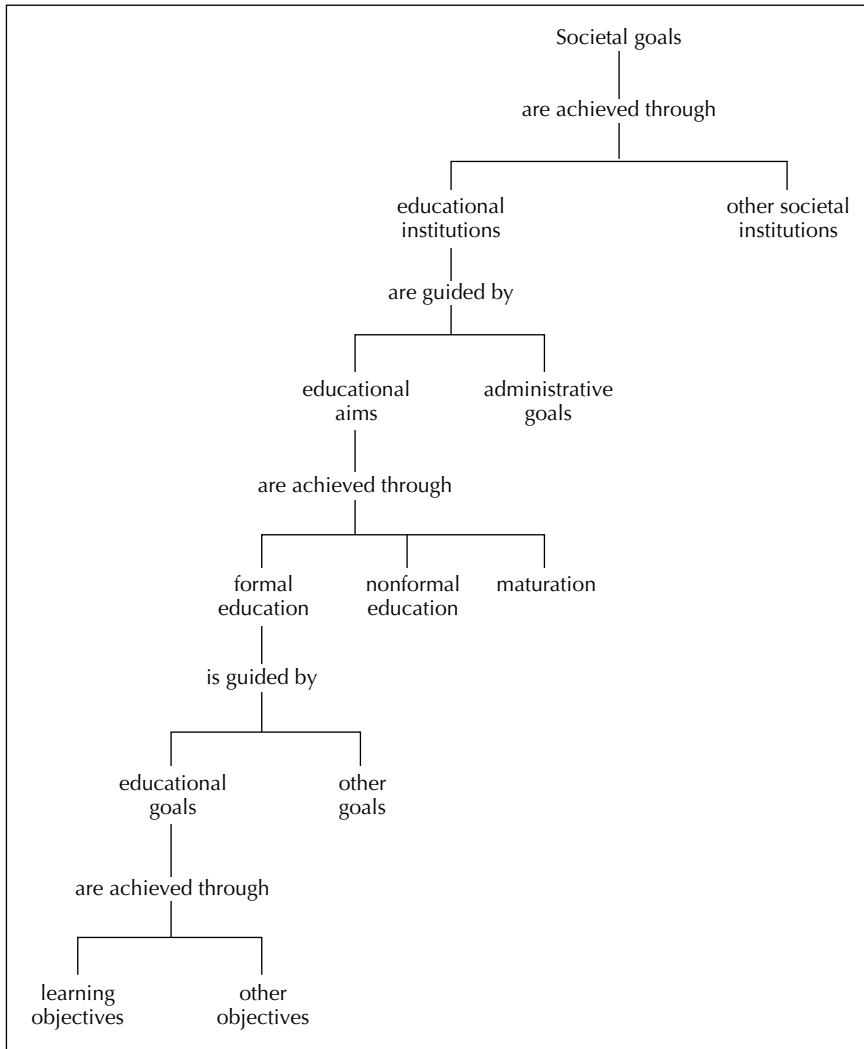 Societal goals
are achieved through
educational
institutions
other societal
institutions
are guided by
educational
aims
administrative
goals
are achieved through
formal
education
nonformal
education
maturation
is guided by
educational
goals
other
goals
are achieved through
learning
objectives
other
objectives